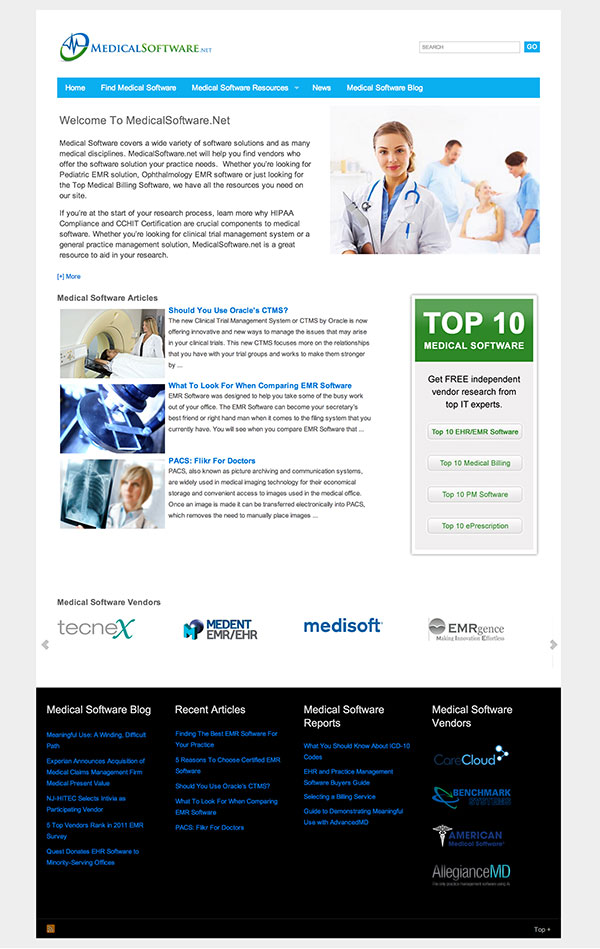 MEDICALSOFTWARE.NET
SEARCH
GO
Home
Find Medical Software
Medical Software Resources
News
Medical Software Blog
Welcome To MedicalSoftware.Net
Medical Software covers a wide variety of software solutions and as many
medical disciplines. MedicalSoftware.net will help you find vendors who
offer the software solution your practice needs. Whether you're looking for
Pediatric EMR solution, Ophthalmology EMR software or just looking for
the Top Medical Billing Software, we have all the resources you need on
our site.
If you're at the start of your research process, learn more why HIPAA
Compliance and CCHIT Certification are crucial components to medical
software. Whether you're looking for clinical trial management system or a
general practice management solution, MedicalSoftware.net is a great
resource to aid in your research.
[+] More
Medical Software Articles
Should You Use Oracle's CTMS?
The new Clinical Trial Management System or CTMS by Oracle is now
offering innovative and new ways to manage the issues that may arise
in your clinical trials. This new CTMS focuses more on the relationships
that you have with your trial groups and works to make them stronger
by ...
What To Look For When Comparing EMR Software
EMR Software was designed to help you take some of the busy work
out of your office. The EMR Software can become your secretary's
best friend or right hand man when it comes to the filing system that you
currently have. You will see when you compare EMR Software that ...
PACS: Flikr For Doctors
PACS, also known as picture archiving and communication systems,
are widely used in medical imaging technology for their economical
storage and convenient access to images used in the medical office.
Once an image is made it can be transferred electronically into PACS,
which removes the need to manually place images ...
TOP 10
MEDICAL SOFTWARE
Get FREE independent
vendor research from
top IT experts.
Top 10 EHR/EMR Software
Top 10 Medical Billing
Top 10 PM Software
Top 10 ePrescription
Medical Software Vendors
tecneX
MEDENT
EMR/EHR
medisoft
EMRgence
Making Innovation Effortless
Medical Software Blog
Meaningful Use: A Winding, Difficult
Path
Experian Announces Acquisition of
Medical Claims Management Firm
Medical Present Value
NJ-HITEC Selects Intivia as
Participating Vendor
5 Top Vendors Rank in 2011 EMR
Survey
Quest Donates EHR Software to
Minority-Serving Offices
Recent Articles
Finding The Best EMR Software For
Your Practice
5 Reasons To Choose Certified EMR
Software
Should You Use Oracle's CTMS?
What To Look For When Comparing
EMR Software
PACS: Flikr For Doctors
Medical Software
Reports
What You Should Know About ICD-10
Codes
EHR and Practice Management
Software Buyers Guide
Selecting a Billing Service
Guide to Demonstrating Meaningful
Use with AdvancedMD
Medical Software
Vendors
CareCloud
BENCHMARK
SYSTEMS
AMERICAN
Medical Software
AllegianceMD
The only practice management software using AI
Top +